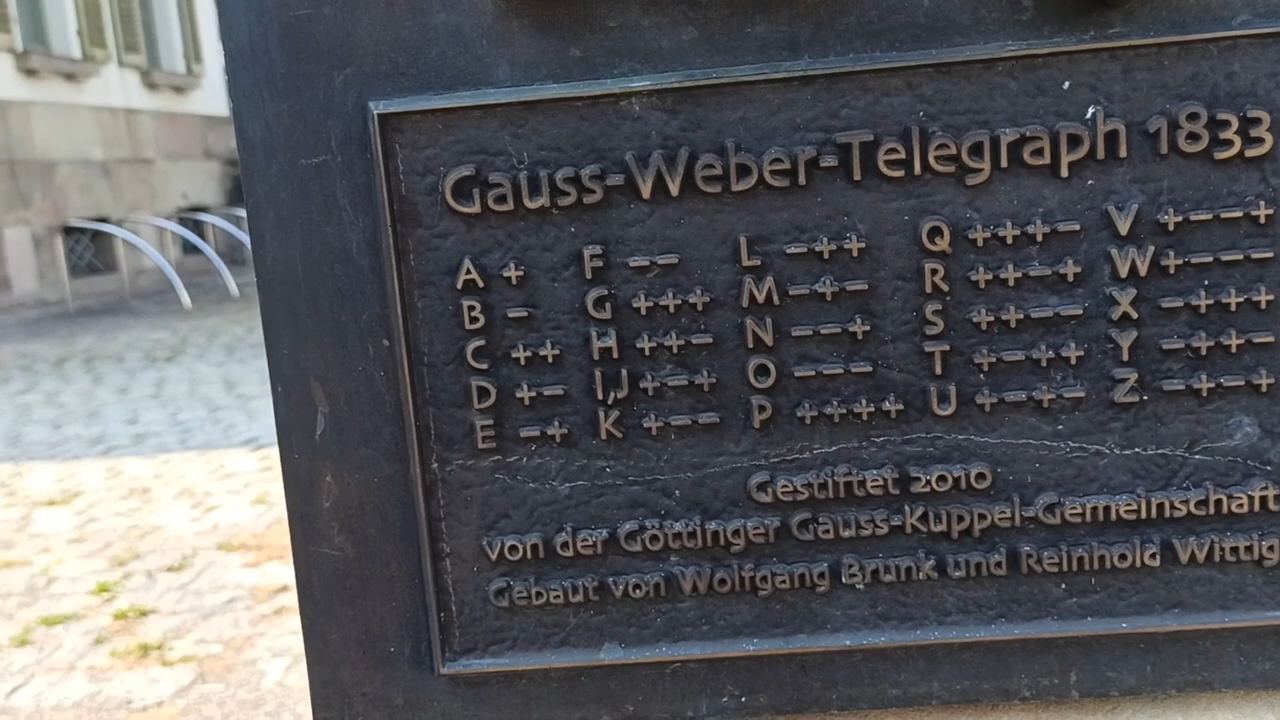 Gauss-Weber-Telegraph 1833
A + F -- L -++ Q +++- V +--+
B - G +++ M -+- R ++-+ W +---
C ++ H ++- N --+ S ++-- X -+++
D +- I,J +-+ O --- T +-++ Y -++-
E -+ K +-- P ++++ U +-+- Z -+-+
Gestiftet 2010
von der Göttinger Gauss-Kuppel-Gemeinschaft
Gebaut von Wolfgang Brunk und Reinhold Wittig